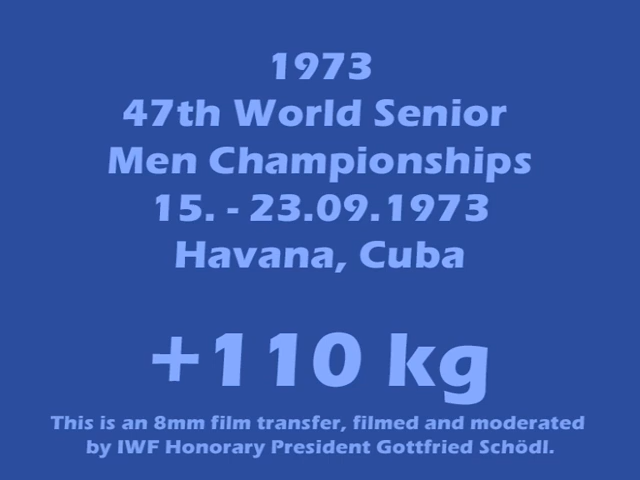 1973
47th World Senior
Men Championships
15. - 23.09.1973
Havana, Cuba
+110 kg
This is an 8mm film transfer, filmed and moderated
by IWF Honorary President Gottfried Schödl.